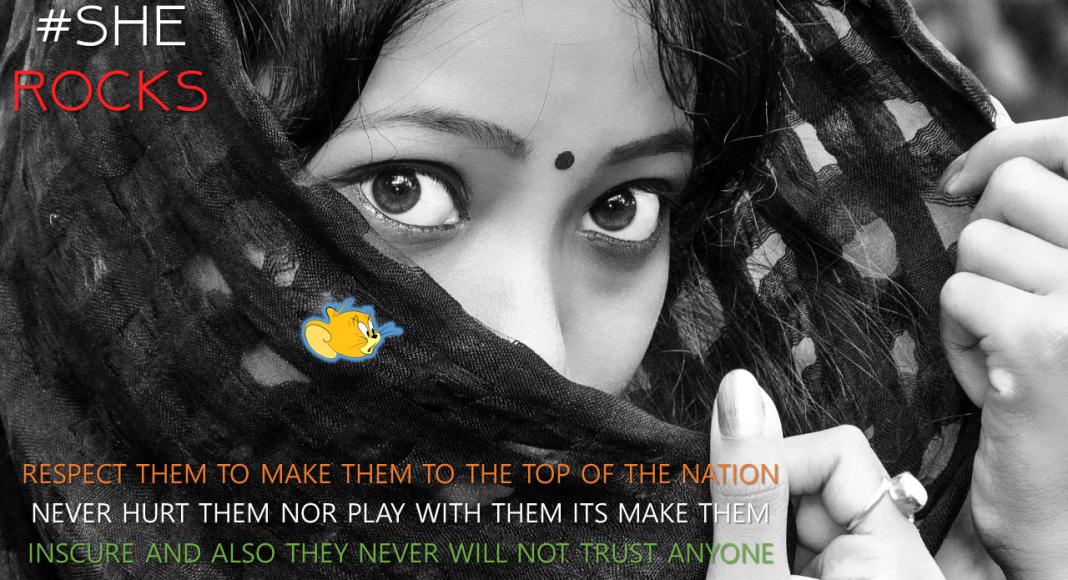 #SHE
ROCKS
RESPECT THEM TO MAKE THEM TO THE TOP OF THE NATION
NEVER HURT THEM NOR PLAY WITH THEM ITS MAKE THEM
INSCURE AND ALSO THEY NEVER WILL NOT TRUST ANYONE